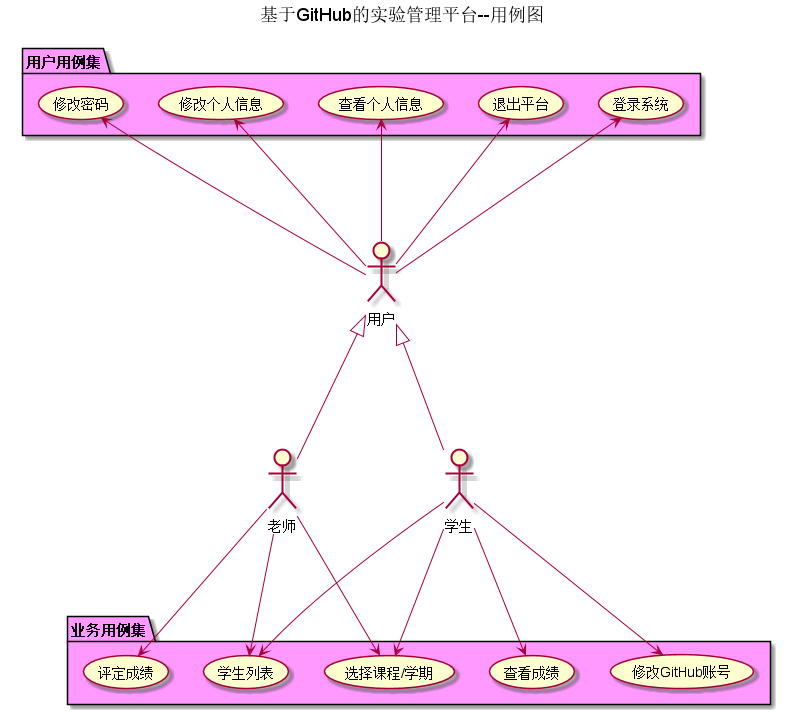 基于GitHub的实验管理平台--用例图
用户用例集
修改密码
修改个人信息
查看个人信息
退出平台
登录系统
用户
老师
学生
业务用例集
评定成绩
学生列表
选择课程/学期
查看成绩
修改GitHub账号